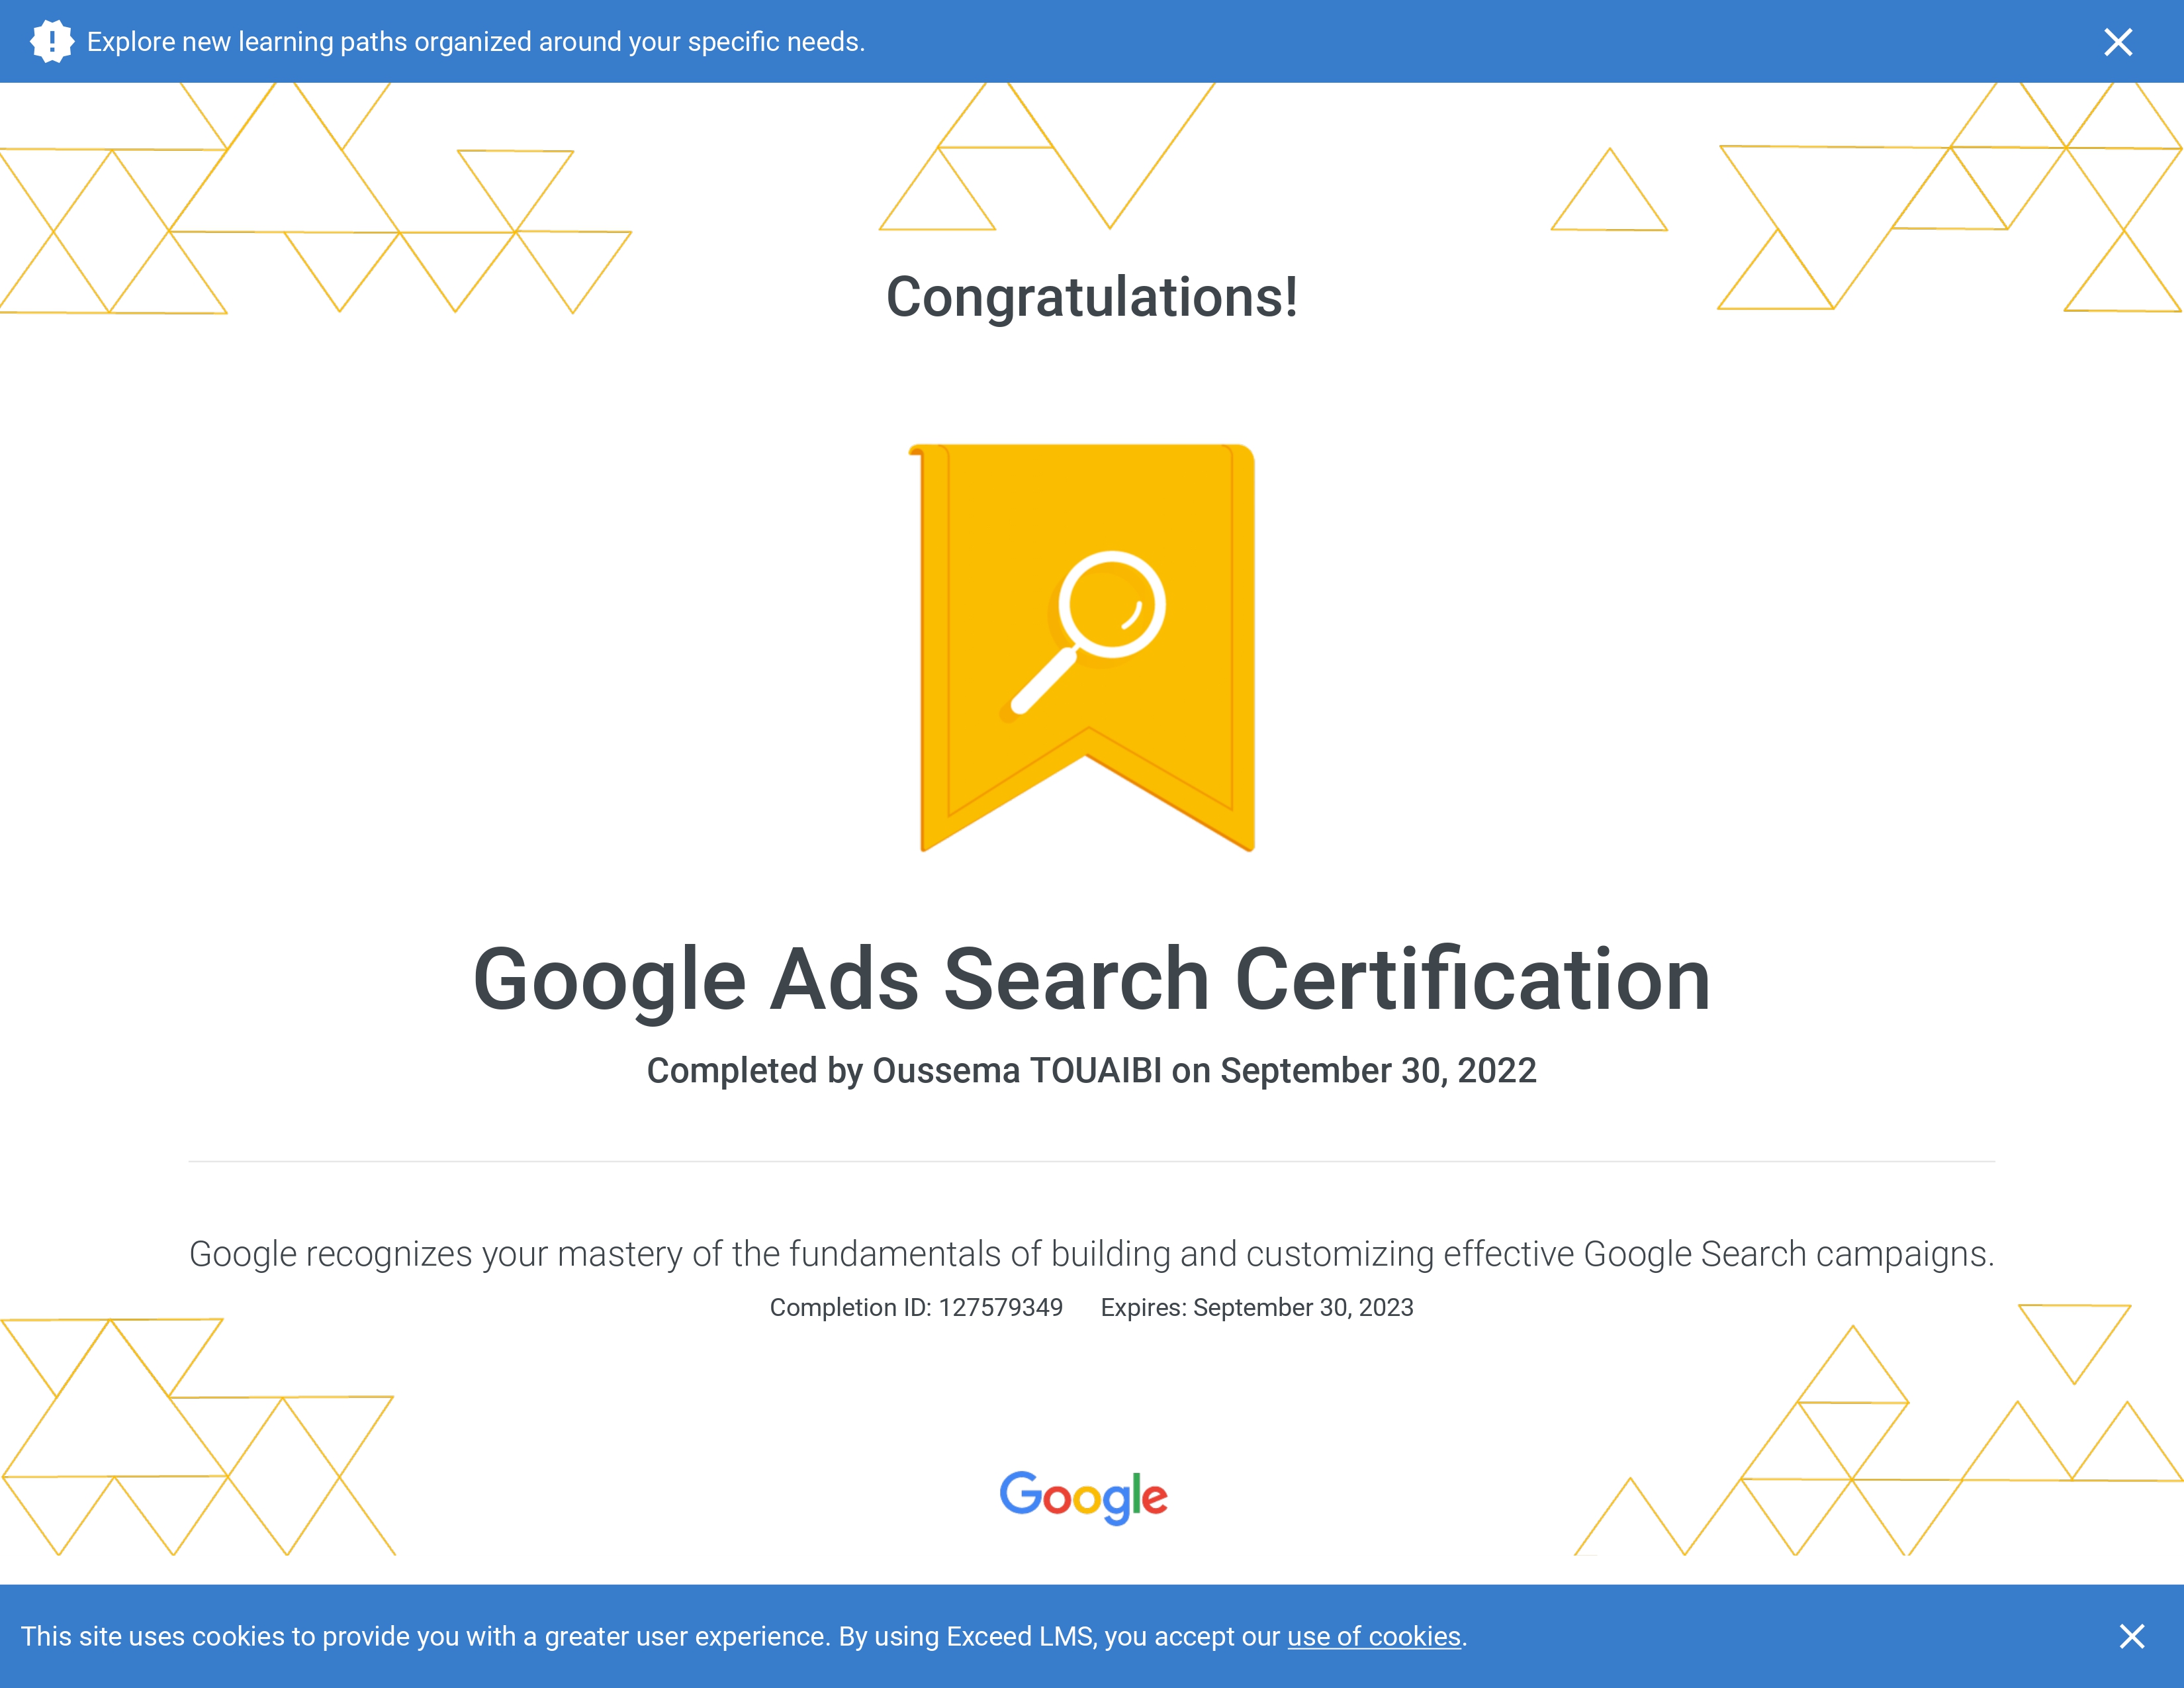 Explore new learning paths organized around your specific needs.
Congratulations!
Google Ads Search Certification
Completed by Oussema TOUAIBI on September 30, 2022
Google recognizes your mastery of the fundamentals of building and customizing effective Google Search campaigns.
Completion ID: 127579349 Expires: September 30, 2023
Google
This site uses cookies to provide you with a greater user experience. By using Exceed LMS, you accept our use of cookies.